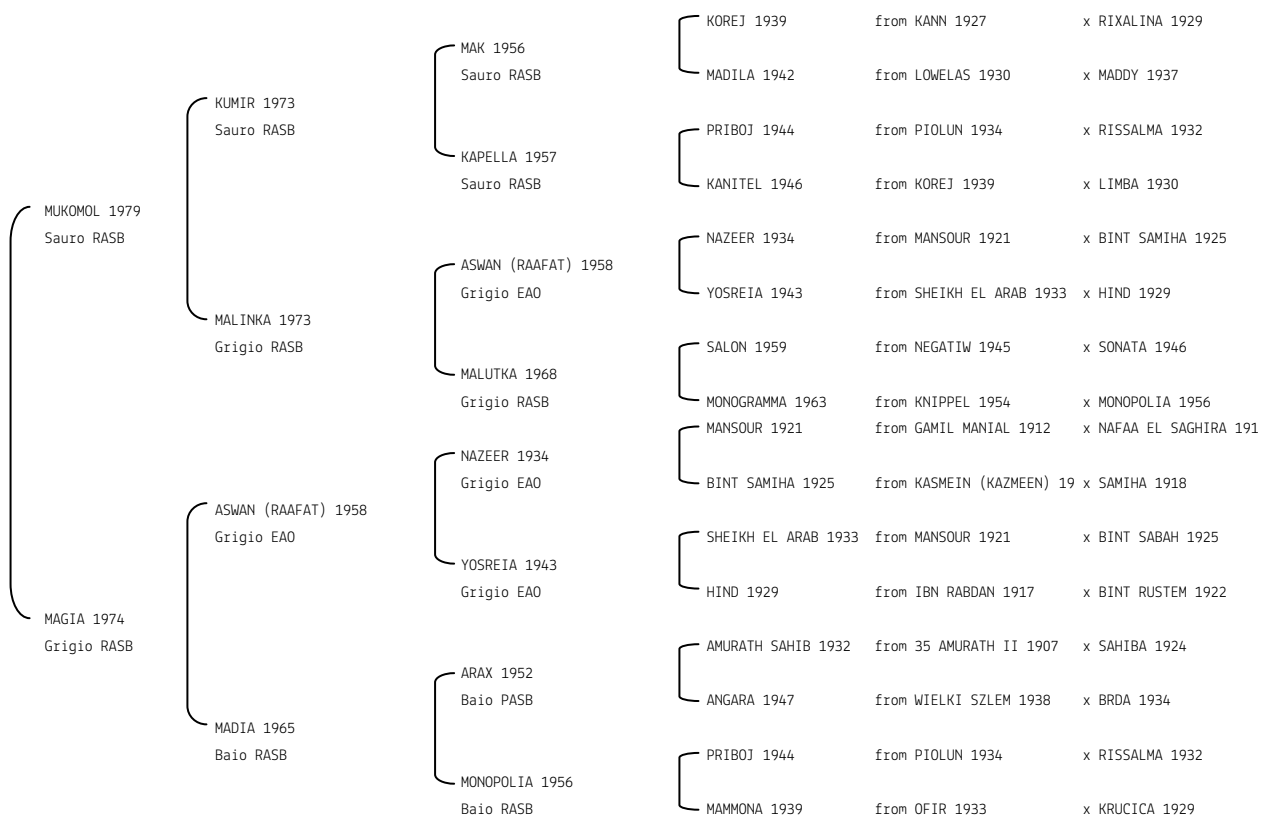 KOREJ 1939 from KANN 1927 x RIXALINA 1929
MAK 1956
Sauro RASB
MADILA 1942 from LOWELAS 1930 x MADDY 1937
KUMIR 1973
Sauro RASB
PRIBOJ 1944 from PIOLUN 1934 x RISSALMA 1932
KAPELLA 1957
Sauro RASB
KANITEL 1946 from KOREJ 1939 x LIMBA 1930
MUKOMOL 1979
Sauro RASB
NAZEER 1934 from MANSOUR 1921 x BINT SAMIHA 1925
ASWAN (RAAFAT) 1958
Grigio EAO
YOSREIA 1943 from SHEIKH EL ARAB 1933 x HIND 1929
MALINKA 1973
Grigio RASB
SALON 1959 from NEGATIW 1945 x SONATA 1946
MALUTKA 1968
Grigio RASB
MONOGRAMMA 1963 from KNIPPEL 1954 x MONOPOLIA 1956
MANSOUR 1921 from GAMIL MANIAL 1912 x NAFAA EL SAGHIRA 191
NAZEER 1934
Grigio EAO
BINT SAMIHA 1925 from KASMEIN (KAZMEEN) 19 x SAMIHA 1918
ASWAN (RAAFAT) 1958
Grigio EAO
SHEIKH EL ARAB 1933 from MANSOUR 1921 x BINT SABAH 1925
YOSREIA 1943
Grigio EAO
HIND 1929 from IBN RABDAN 1917 x BINT RUSTEM 1922
MAGIA 1974
Grigio RASB
AMURATH SAHIB 1932 from 35 AMURATH II 1907 x SAHIBA 1924
ARAX 1952
Baio PASB
ANGARA 1947 from WIELKI SZLEM 1938 x BRDA 1934
MADIA 1965
Baio RASB
PRIBOJ 1944 from PIOLUN 1934 x RISSALMA 1932
MONOPOLIA 1956
Baio RASB
MAMMONA 1939 from OFIR 1933 x KRUCICA 1929